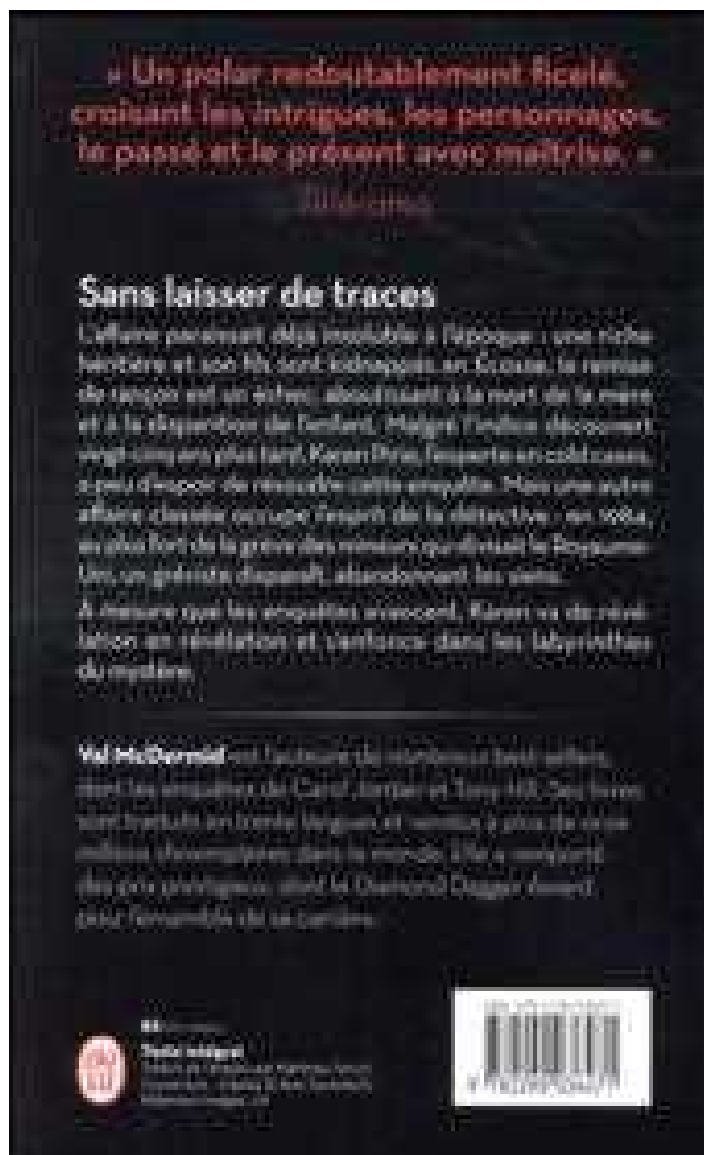 « Un polar redoutablement ficelé,
croisant les intrigues, les personnages,
le passé et le présent avec maîtrise. »
Télérama
Sans laisser de traces
L'affaire paraissait déjà insoluble à l'époque : une riche
héritière et son fils sont kidnappés en Écosse, la remise
de rançon est un échec, aboutissant à la mort de la mère
et à la disparition de l'enfant. Malgré l'indice découvert
vingt-cinq ans plus tard, Karen Pirie, l'experte en cold cases,
a peu d'espoir de résoudre cette enquête. Mais une autre
affaire classée occupe l'esprit de la détective : en 1984,
au plus fort de la grève des mineurs qui divisait le Royaume-
Uni, un gréviste disparaît, abandonnant les siens.
À mesure que les enquêtes avancent, Karen va de révé-
lation en révélation et s'enfonce dans les labyrinthes
du mystère.
Val McDermid est l'auteure de nombreux best-sellers,
dont les enquêtes de Carol Jordan et Tony Hill. Ses livres
sont traduits en trente langues et vendus à plus de onze
millions d'exemplaires dans le monde. Elle a remporté
des prix prestigieux, dont le Diamond Dagger Award
pour l'ensemble de sa carrière.
Texte intégral